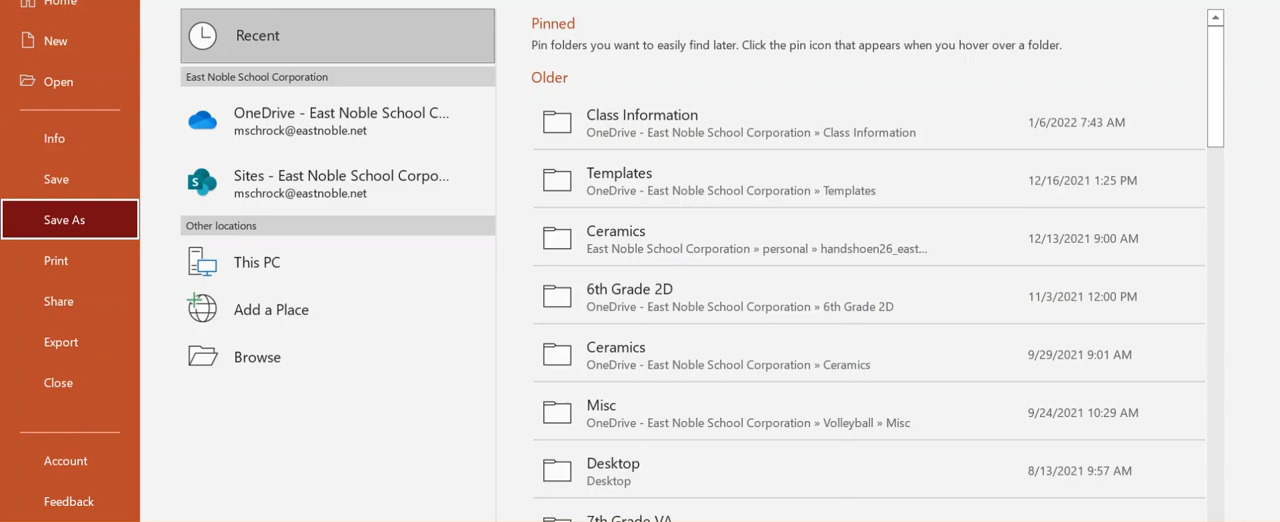 Home
New
Open
Info
Save
Save As
Print
Share
Export
Close
Account
Feedback
Recent
East Noble School Corporation
OneDrive - East Noble School C...
mschrock@eastnoble.net
Sites - East Noble School Corpo...
mschrock@eastnoble.net
Other locations
This PC
Add a Place
Browse
Pinned
Pin folders you want to easily find later. Click the pin icon that appears when you hover over a folder.
Older
Class Information
OneDrive - East Noble School Corporation » Class Information
1/6/2022 7:43 AM
Templates
OneDrive - East Noble School Corporation » Templates
12/16/2021 1:25 PM
Ceramics
East Noble School Corporation » personal » handshoen26_east...
12/13/2021 9:00 AM
6th Grade 2D
OneDrive - East Noble School Corporation » 6th Grade 2D
11/3/2021 12:00 PM
Ceramics
OneDrive - East Noble School Corporation » Ceramics
9/29/2021 9:01 AM
Misc
OneDrive - East Noble School Corporation » Volleyball » Misc
9/24/2021 10:29 AM
Desktop
Desktop
8/13/2021 9:57 AM
7th Grade VA